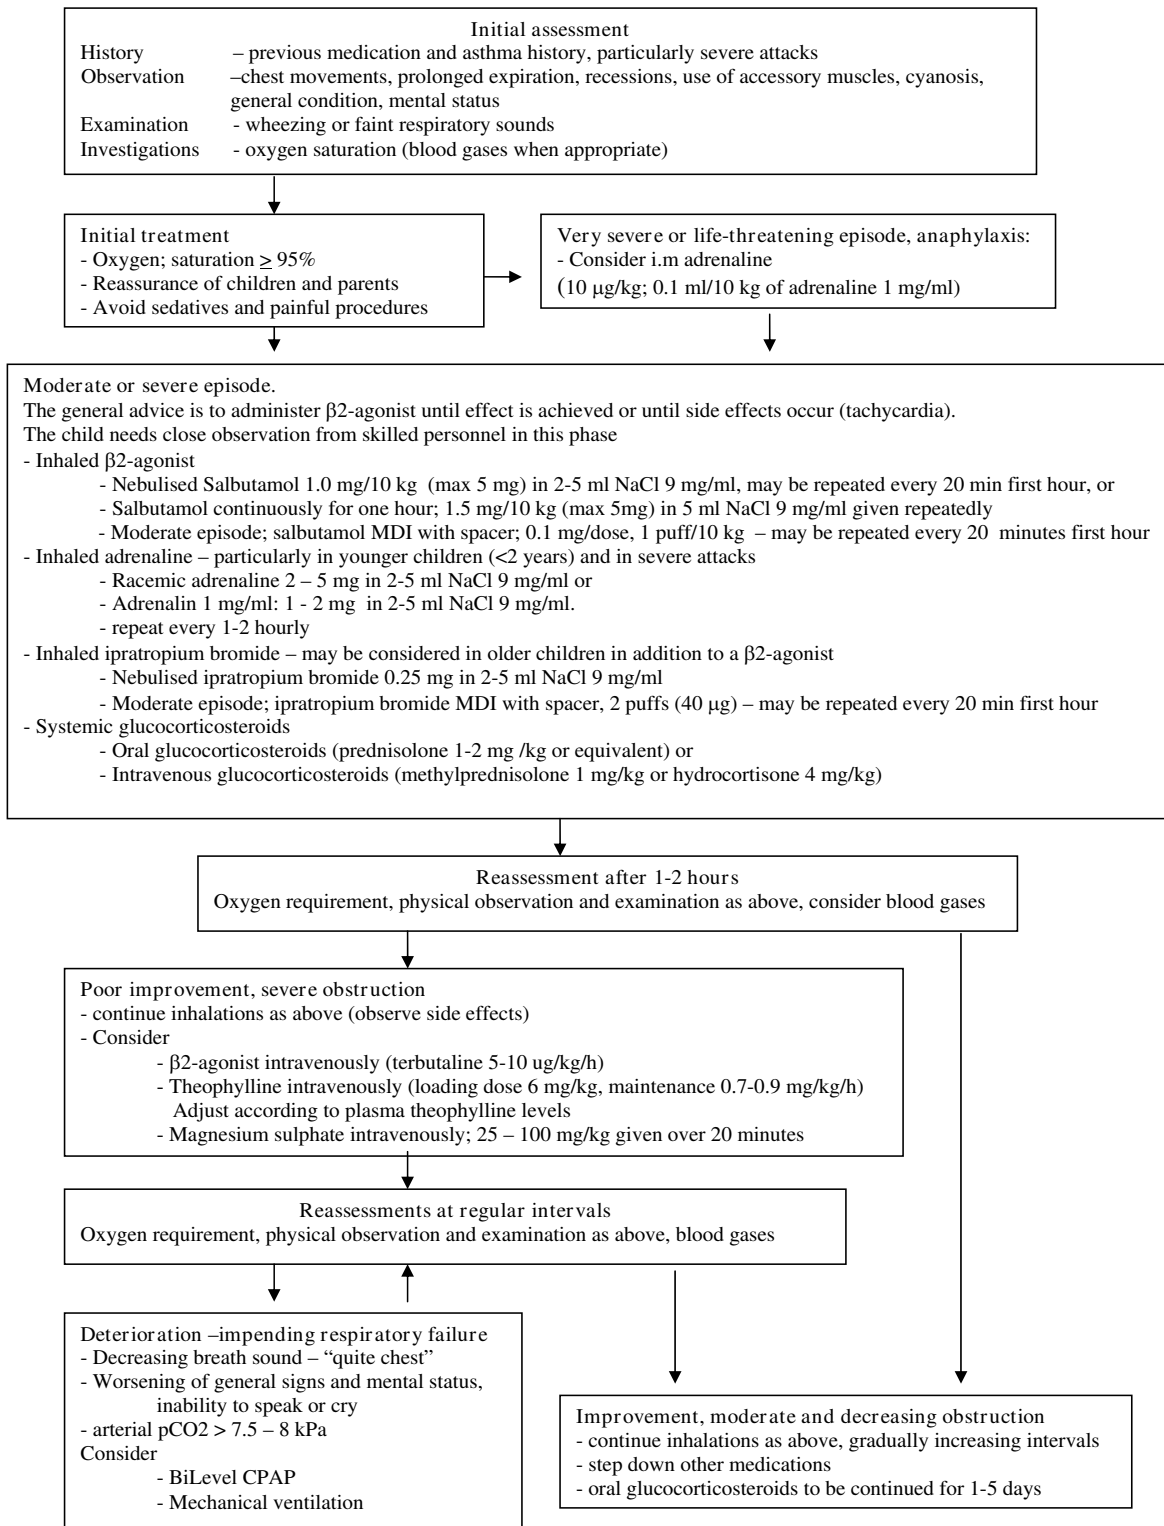 Initial assessment
History – previous medication and asthma history, particularly severe attacks
Observation –chest movements, prolonged expiration, recessions, use of accessory muscles, cyanosis,
general condition, mental status
Examination - wheezing or faint respiratory sounds
Investigations - oxygen saturation (blood gases when appropriate)
Initial treatment
- Oxygen; saturation ≥ 95%
- Reassurance of children and parents
- Avoid sedatives and painful procedures
Very severe or life-threatening episode, anaphylaxis:
- Consider i.m adrenaline
(10 µg/kg; 0.1 ml/10 kg of adrenaline 1 mg/ml)
Moderate or severe episode.
The general advice is to administer β2-agonist until effect is achieved or until side effects occur (tachycardia).
The child needs close observation from skilled personnel in this phase
- Inhaled β2-agonist
- Nebulised Salbutamol 1.0 mg/10 kg (max 5 mg) in 2-5 ml NaCl 9 mg/ml, may be repeated every 20 min first hour, or
- Salbutamol continuously for one hour; 1.5 mg/10 kg (max 5mg) in 5 ml NaCl 9 mg/ml given repeatedly
- Moderate episode; salbutamol MDI with spacer; 0.1 mg/dose, 1 puff/10 kg – may be repeated every 20 minutes first hour
- Inhaled adrenaline – particularly in younger children (<2 years) and in severe attacks
- Racemic adrenaline 2 – 5 mg in 2-5 ml NaCl 9 mg/ml or
- Adrenalin 1 mg/ml: 1 - 2 mg in 2-5 ml NaCl 9 mg/ml.
- repeat every 1-2 hourly
- Inhaled ipratropium bromide – may be considered in older children in addition to a β2-agonist
- Nebulised ipratropium bromide 0.25 mg in 2-5 ml NaCl 9 mg/ml
- Moderate episode; ipratropium bromide MDI with spacer, 2 puffs (40 µg) – may be repeated every 20 min first hour
- Systemic glucocorticosteroids
- Oral glucocorticosteroids (prednisolone 1-2 mg /kg or equivalent) or
- Intravenous glucocorticosteroids (methylprednisolone 1 mg/kg or hydrocortisone 4 mg/kg)
Reassessment after 1-2 hours
Oxygen requirement, physical observation and examination as above, consider blood gases
Poor improvement, severe obstruction
- continue inhalations as above (observe side effects)
- Consider
- β2-agonist intravenously (terbutaline 5-10 ug/kg/h)
- Theophylline intravenously (loading dose 6 mg/kg, maintenance 0.7-0.9 mg/kg/h)
Adjust according to plasma theophylline levels
- Magnesium sulphate intravenously; 25 – 100 mg/kg given over 20 minutes
Reassessments at regular intervals
Oxygen requirement, physical observation and examination as above, blood gases
Deterioration –impending respiratory failure
- Decreasing breath sound – “quite chest”
- Worsening of general signs and mental status,
inability to speak or cry
- arterial pCO2 > 7.5 – 8 kPa
Consider
- BiLevel CPAP
- Mechanical ventilation
Improvement, moderate and decreasing obstruction
- continue inhalations as above, gradually increasing intervals
- step down other medications
- oral glucocorticosteroids to be continued for 1-5 days